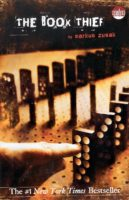 THE BOOK THIEF
by MARKUS ZUSAK
The #1 New York Times Bestseller